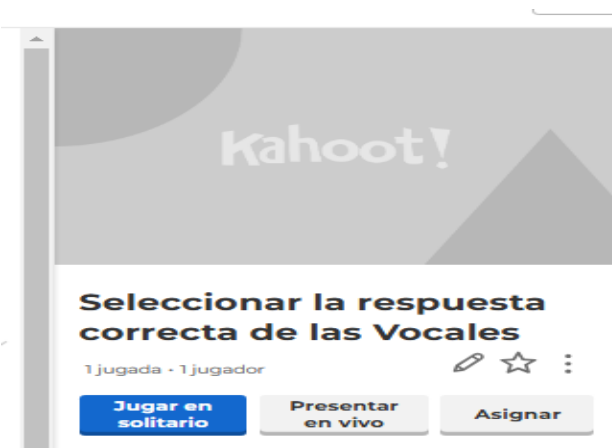 Kahoot!
Seleccionar la respuesta
correcta de las Vocales
1 jugada · 1 jugador
Jugar en
solitario
Presentar
en vivo
Asignar